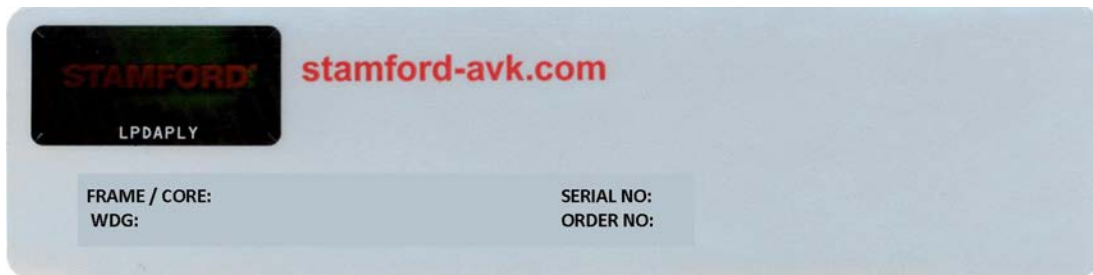 STAMFORD
stamford-avk.com
LPDAPLY
FRAME / CORE: SERIAL NO:
WDG: ORDER NO: